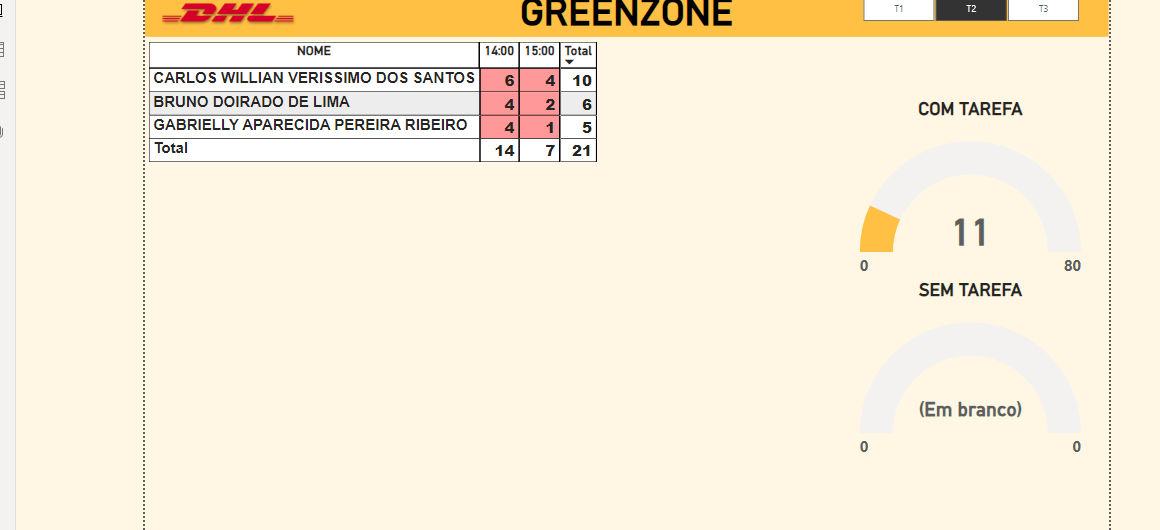 DHL
GREENZONE
T1 T2 T3
NOME 14:00 15:00 Total
CARLOS WILLIAN VERISSIMO DOS SANTOS 6 4 10
BRUNO DOIRADO DE LIMA 4 2 6
GABRIELLY APARECIDA PEREIRA RIBEIRO 4 1 5
Total 14 7 21
COM TAREFA
11
0 80
SEM TAREFA
(Em branco)
0 0